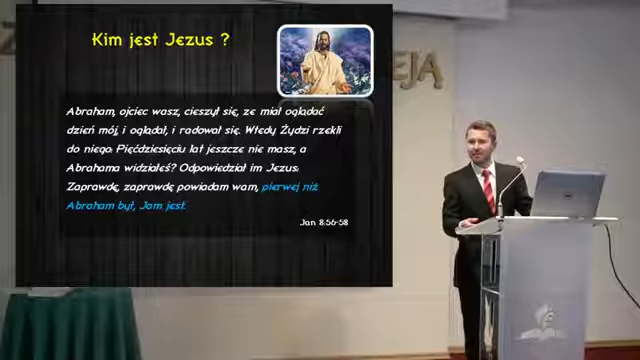 Kim jest Jezus ?
Abraham, ojciec wasz, cieszył się, że miał oglądać
dzień mój, i oglądał, i radował się. Wtedy Żydzi rzekli
do niego: Pięćdziesięciu lat jeszcze nie masz, a
Abrahama widziałeś? Odpowiedział im Jezus:
Zaprawdę, zaprawdę powiadam wam, pierwej niż
Abraham był, Jam jest.
Jan 8:56-58
EJĄ
DELL